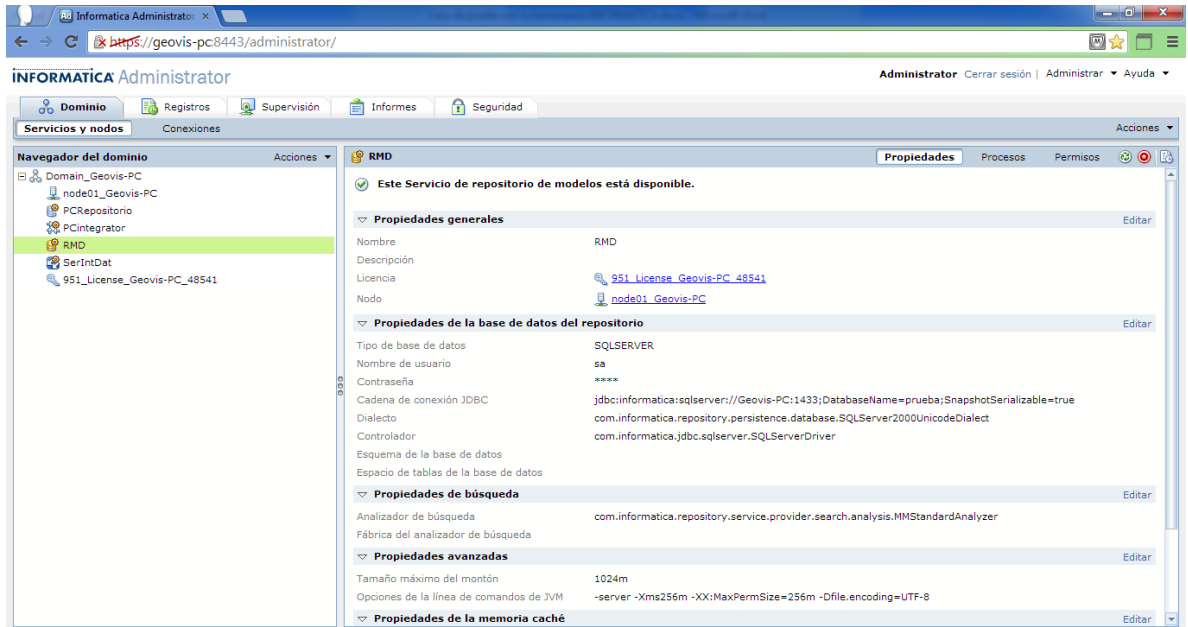 Informatica Administrator
https://geovis-pc:8443/administrator/
INFORMATICA Administrator
Administrator Cerrar sesión | Administrar Ayuda
Dominio Registros Supervisión Informes Seguridad
Servicios y nodos Conexiones Acciones
Navegador del dominio Acciones
Domain_Geovis-PC
node01_Geovis-PC
PCRepositorio
PCintegrator
RMD
SerIntDat
951_License_Geovis-PC_48541
RMD Propiedades Procesos Permisos
Este Servicio de repositorio de modelos está disponible.
Propiedades generales Editar
Nombre RMD
Descripción
Licencia 951_License_Geovis-PC_48541
Nodo node01_Geovis-PC
Propiedades de la base de datos del repositorio Editar
Tipo de base de datos SQLSERVER
Nombre de usuario sa
Contraseña ****
Cadena de conexión JDBC jdbc:informatica:sqlserver://Geovis-PC:1433;DatabaseName=prueba;SnapshotSerializable=true
Dialecto com.informatica.repository.persistence.database.SQLServer2000UnicodeDialect
Controlador com.informatica.jdbc.sqlserver.SQLServerDriver
Esquema de la base de datos
Espacio de tablas de la base de datos
Propiedades de búsqueda Editar
Analizador de búsqueda com.informatica.repository.service.provider.search.analysis.MMStandardAnalyzer
Fábrica del analizador de búsqueda
Propiedades avanzadas Editar
Tamaño máximo del montón 1024m
Opciones de la línea de comandos de JVM -server -Xms256m -XX:MaxPermSize=256m -Dfile.encoding=UTF-8
Propiedades de la memoria caché Editar